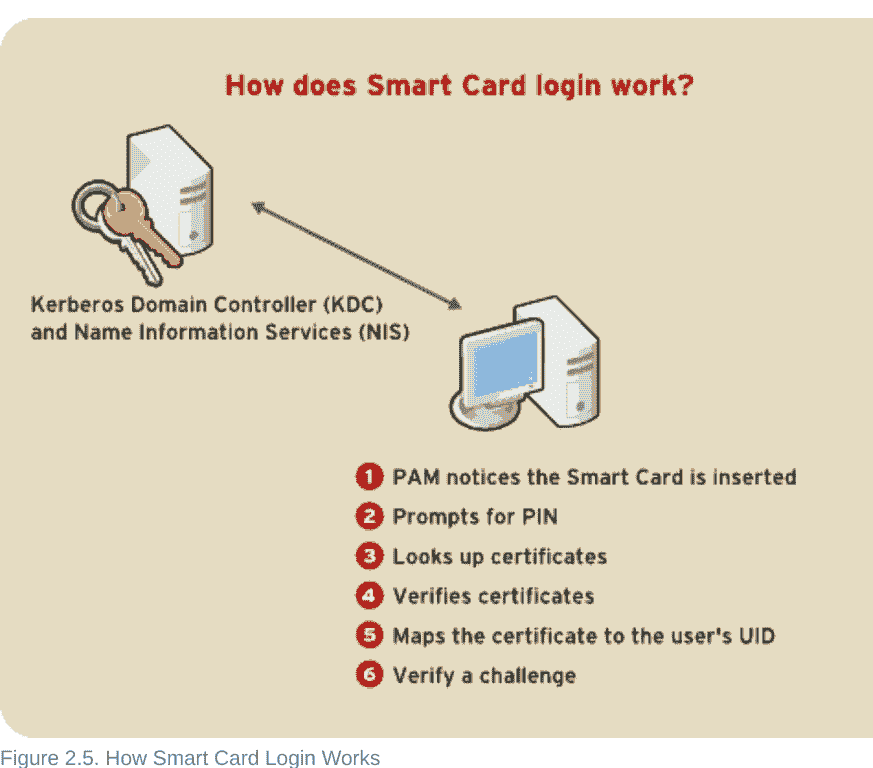 How does Smart Card login work?
Kerberos Domain Controller (KDC)
and Name Information Services (NIS)
1 PAM notices the Smart Card is inserted
2 Prompts for PIN
3 Looks up certificates
4 Verifies certificates
5 Maps the certificate to the user's UID
6 Verify a challenge
Figure 2.5. How Smart Card Login Works